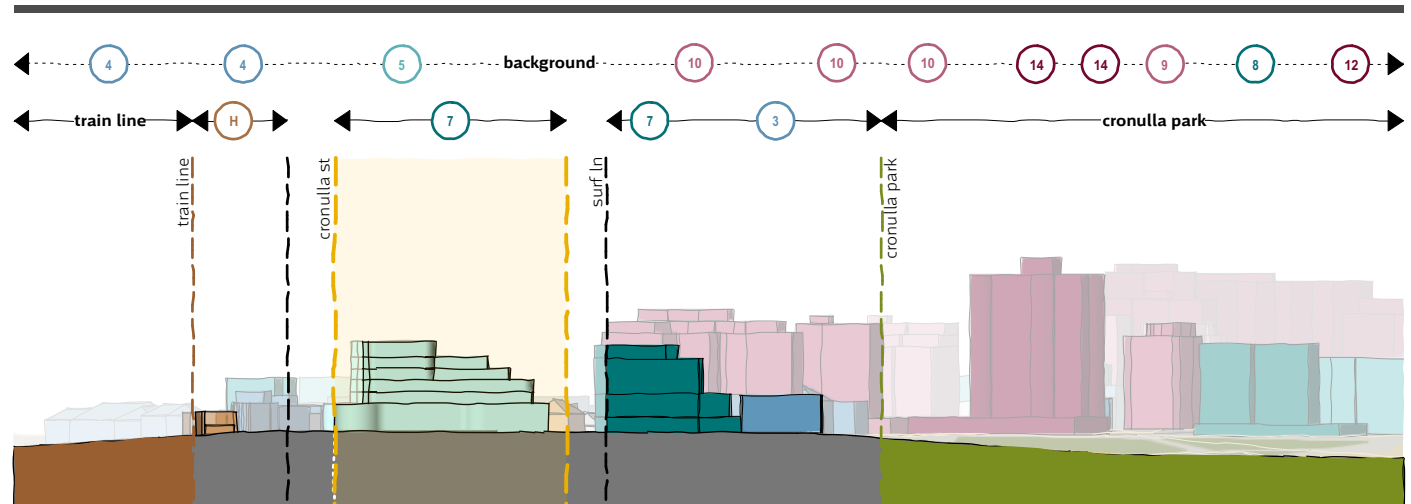 4 4 5 background 10 10 10 14 14 9 8 12
train line H 7 7 3 cronulla park
train line
cronulla st
surf ln
cronulla park